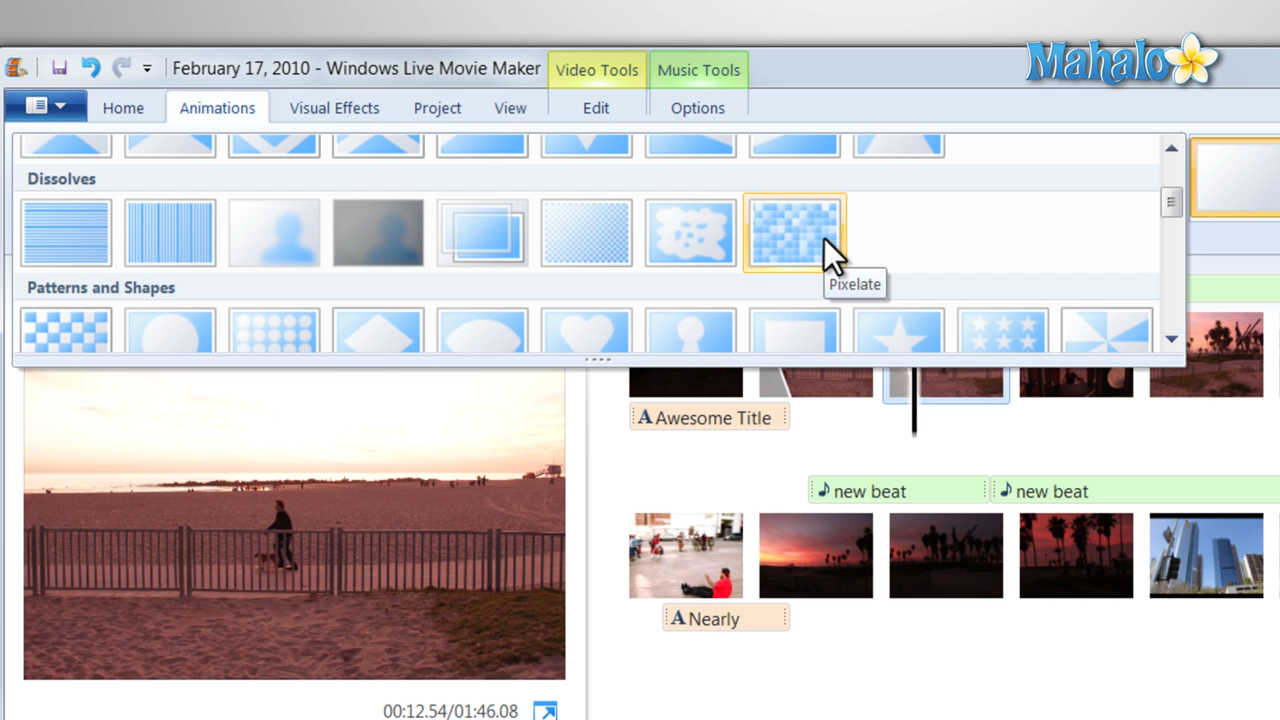 Mahalo
February 17, 2010 - Windows Live Movie Maker
Video Tools
Music Tools
Home
Animations
Visual Effects
Project
View
Edit
Options
Dissolves
Pixelate
Patterns and Shapes
A Awesome Title
new beat
new beat
A Nearly
00:12.54/01:46.08